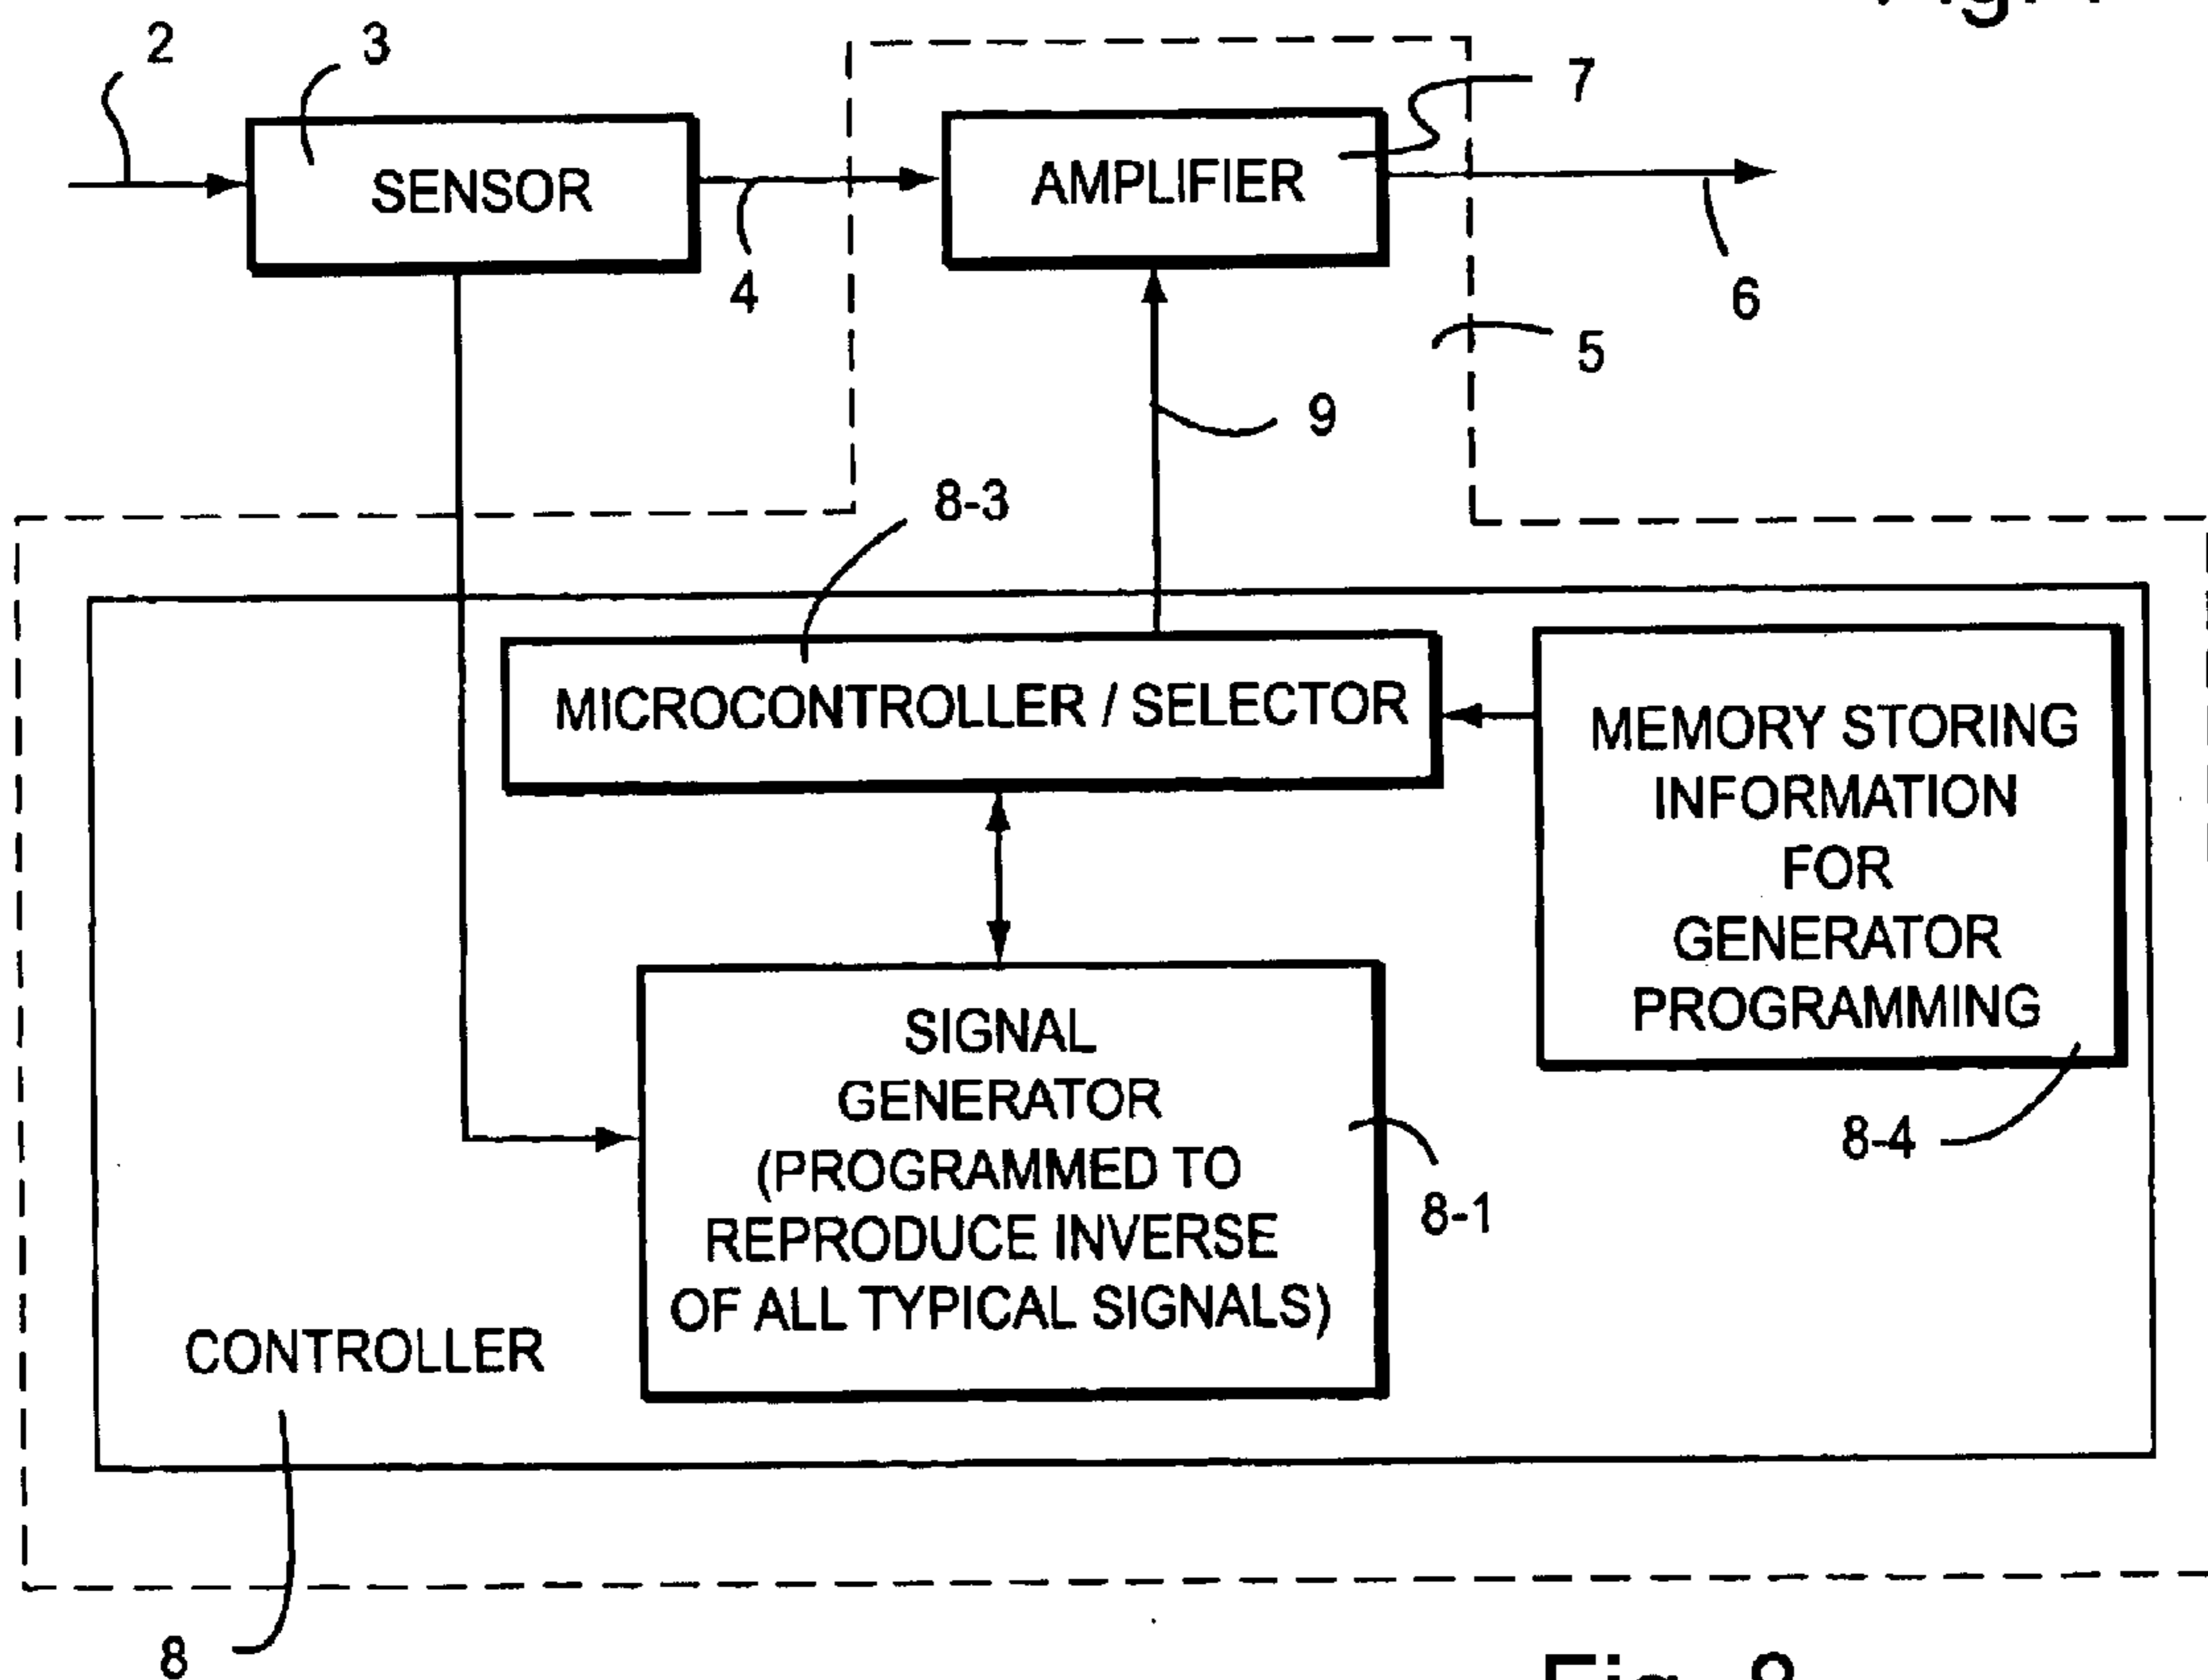 2
3
7
SENSOR
AMPLIFIER
4
6
5
9
8-3
MICROCONTROLLER / SELECTOR
MEMORY STORING
INFORMATION
FOR
GENERATOR
PROGRAMMING
8-4
SIGNAL
GENERATOR
(PROGRAMMED TO
REPRODUCE INVERSE
OF ALL TYPICAL SIGNALS)
8-1
CONTROLLER
8